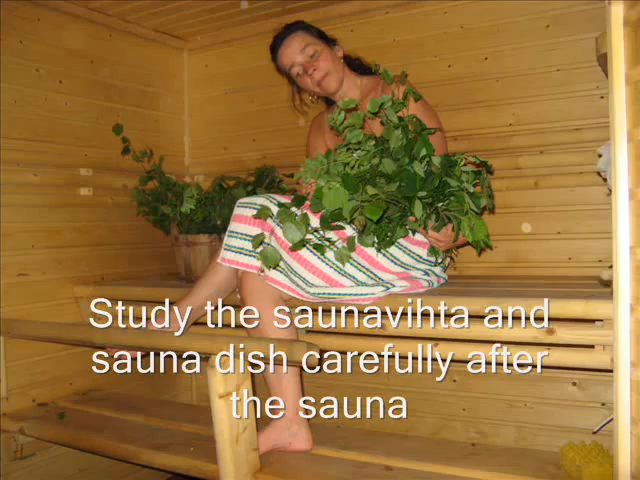 Study the saunavihta and
sauna dish carefully after
the sauna